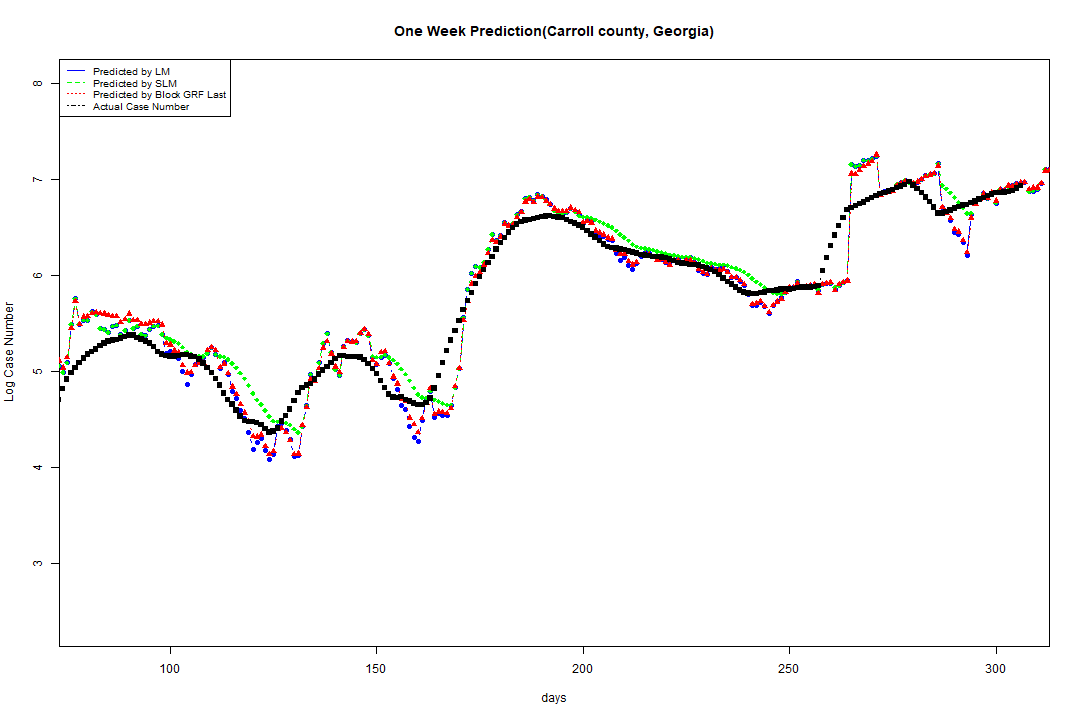 One Week Prediction(Carroll county, Georgia)
Predicted by LM
Predicted by SLM
Predicted by Block GRF Last
Actual Case Number
8
7
6
5
4
3
Log Case Number
100 150 200 250 300
days